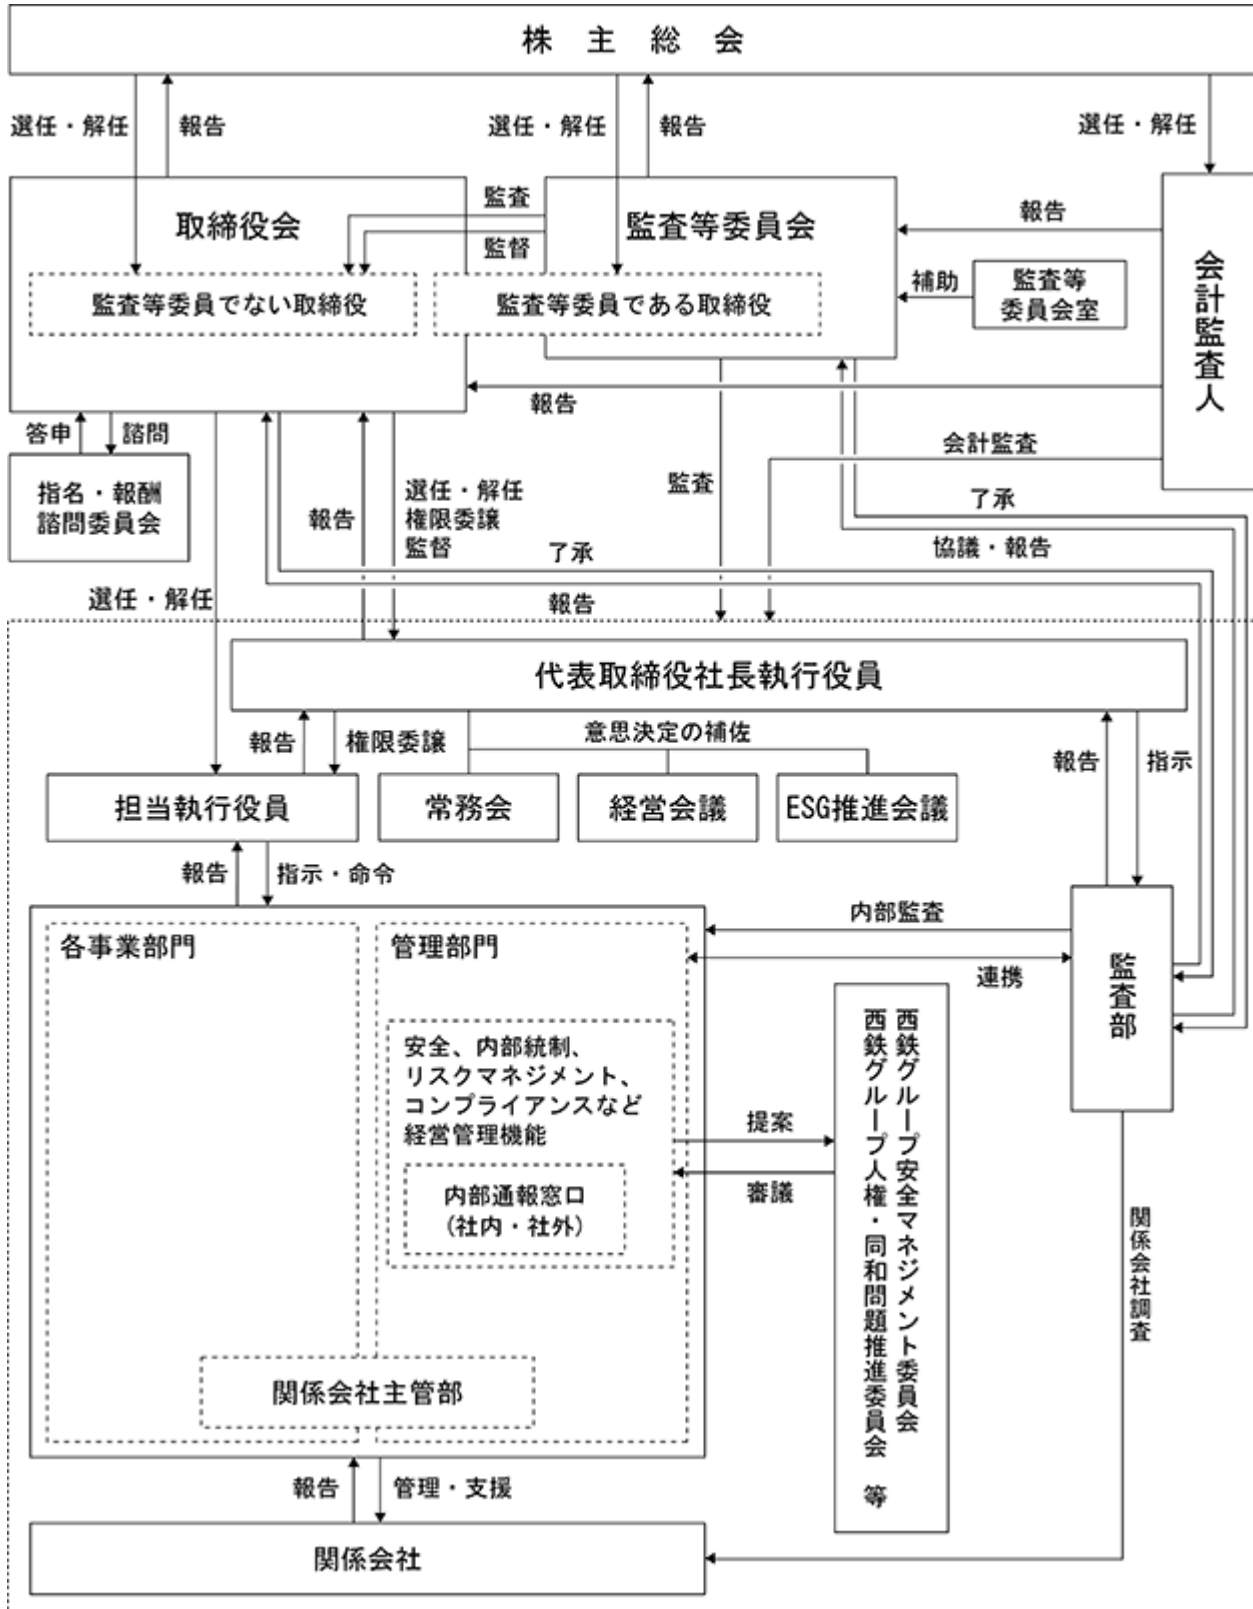 株主総会
選任・解任
報告
選任・解任
報告
選任・解任
取締役会
監査
監督
監査等委員会
報告
会計監査人
監査等委員でない取締役
監査等委員である取締役
補助
監査等
委員会室
報告
答申
諮問
会計監査
指名・報酬
諮問委員会
報告
選任・解任
権限委譲
監督
監査
了承
協議・報告
了承
報告
選任・解任
代表取締役社長執行役員
報告
権限委譲
意思決定の補佐
報告
指示
担当執行役員
常務会
経営会議
ESG推進会議
報告
指示・命令
内部監査
各事業部門
管理部門
連携
監査部
安全、内部統制、
リスクマネジメント、
コンプライアンスなど
経営管理機能
提案
審議
内部通報窓口
（社内・社外）
西鉄グループ安全マネジメント委員会
西鉄グループ人権・同和問題推進委員会　等
関係会社調査
関係会社主管部
報告
管理・支援
関係会社